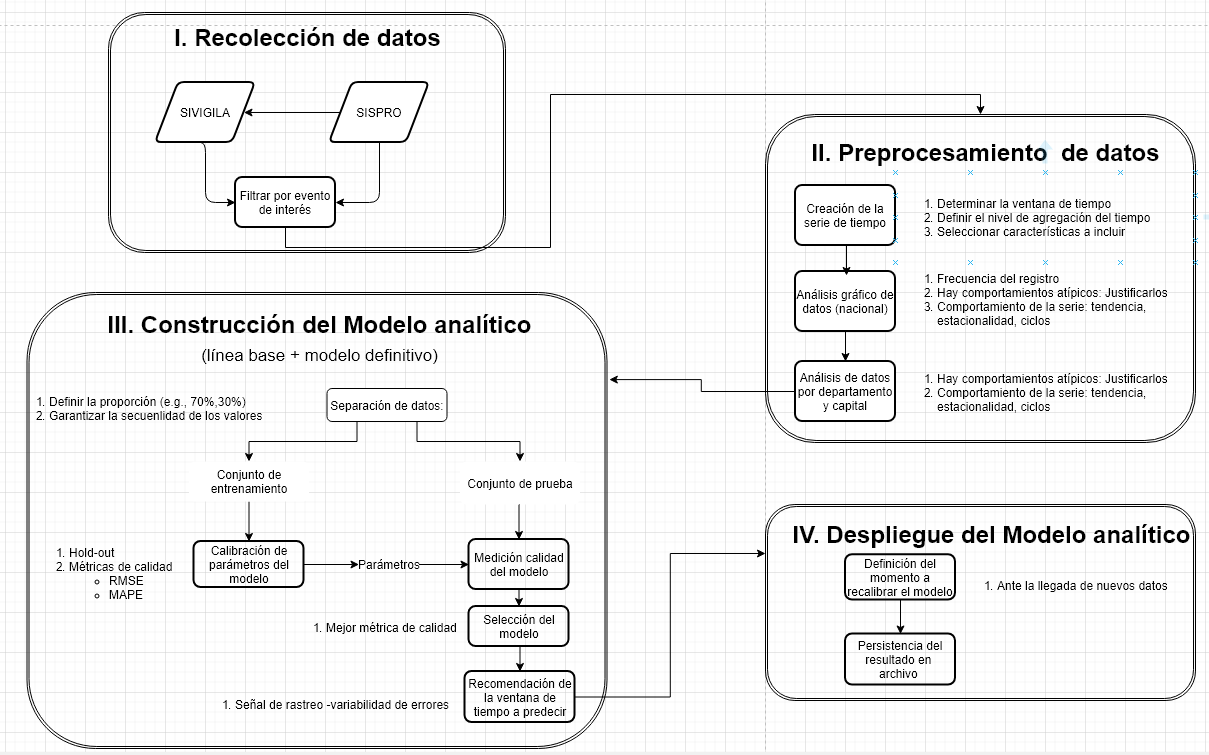 I. Recolección de datos
SIVIGILA
SISPRO
Filtrar por evento
de interés
II. Preprocesamiento de datos
Creación de la
serie de tiempo
1. Determinar la ventana de tiempo
2. Definir el nivel de agregación del tiempo
3. Seleccionar características a incluir
Análisis gráfico de
datos (nacional)
1. Frecuencia del registro
2. Hay comportamientos atípicos: Justificarlos
3. Comportamiento de la serie: tendencia,
estacionalidad, ciclos
Análisis de datos
por departamento
y capital
1. Hay comportamientos atípicos: Justificarlos
2. Comportamiento de la serie: tendencia,
estacionalidad, ciclos
III. Construcción del Modelo analítico
(línea base + modelo definitivo)
1. Definir la proporción (e.g., 70%,30%)
2. Garantizar la secuenlidad de los valores
Separación de datos:
Conjunto de
entrenamiento
Conjunto de prueba
1. Hold-out
2. Métricas de calidad
RMSE
MAPE
Calibración de
parámetros del
modelo
Parámetros
Medición calidad
del modelo
1. Mejor métrica de calidad
Selección del
modelo
1. Señal de rastreo -variabilidad de errores
Recomendación de
la ventana de
tiempo a predecir
IV. Despliegue del Modelo analítico
Definición del
momento a
recalibrar el modelo
1. Ante la llegada de nuevos datos
Persistencia del
resultado en
archivo